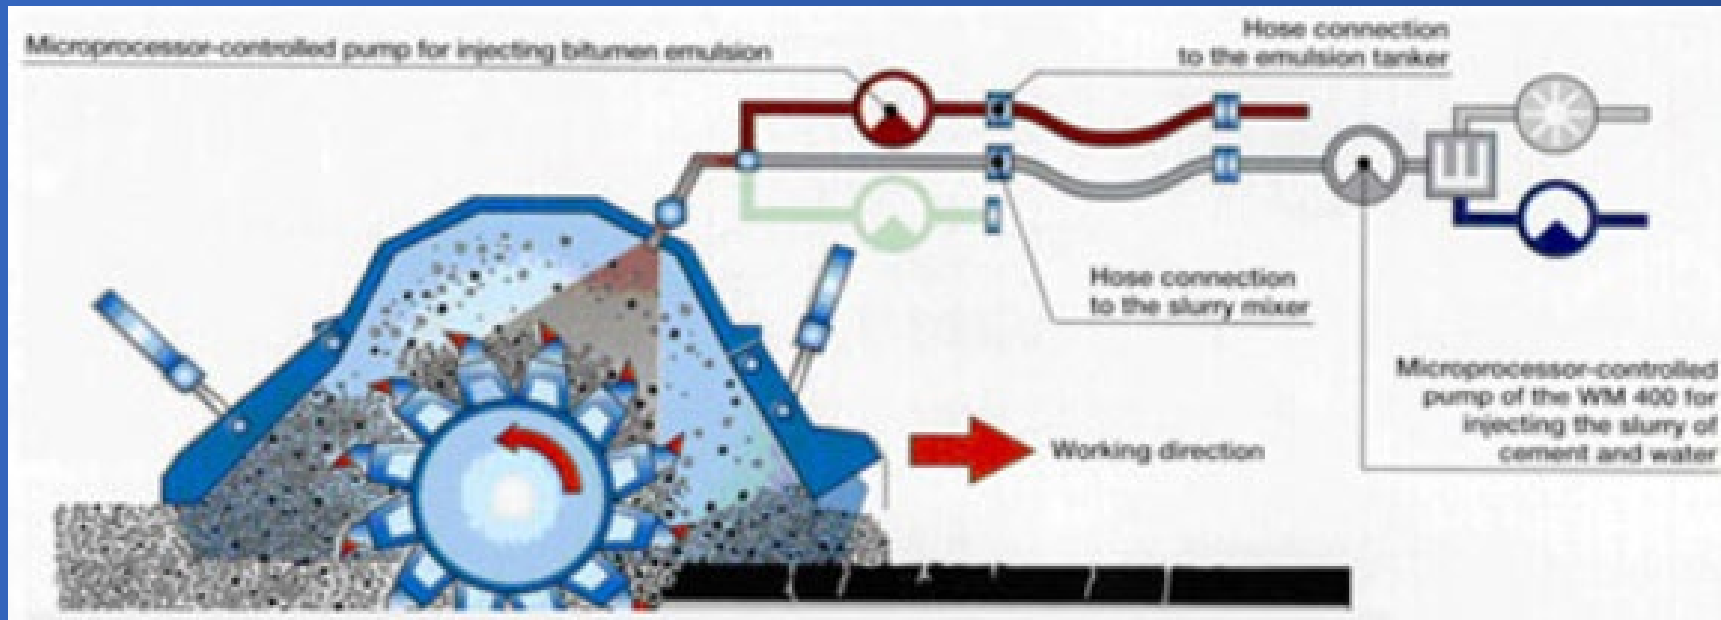 Microprocessor-controlled pump for injecting bitumen emulsion
Hose connection
to the emulsion tanker
Hose connection
to the slurry mixer
Working direction
Microprocessor-controlled
pump of the WM 400 for
injecting the slurry of
cement and water